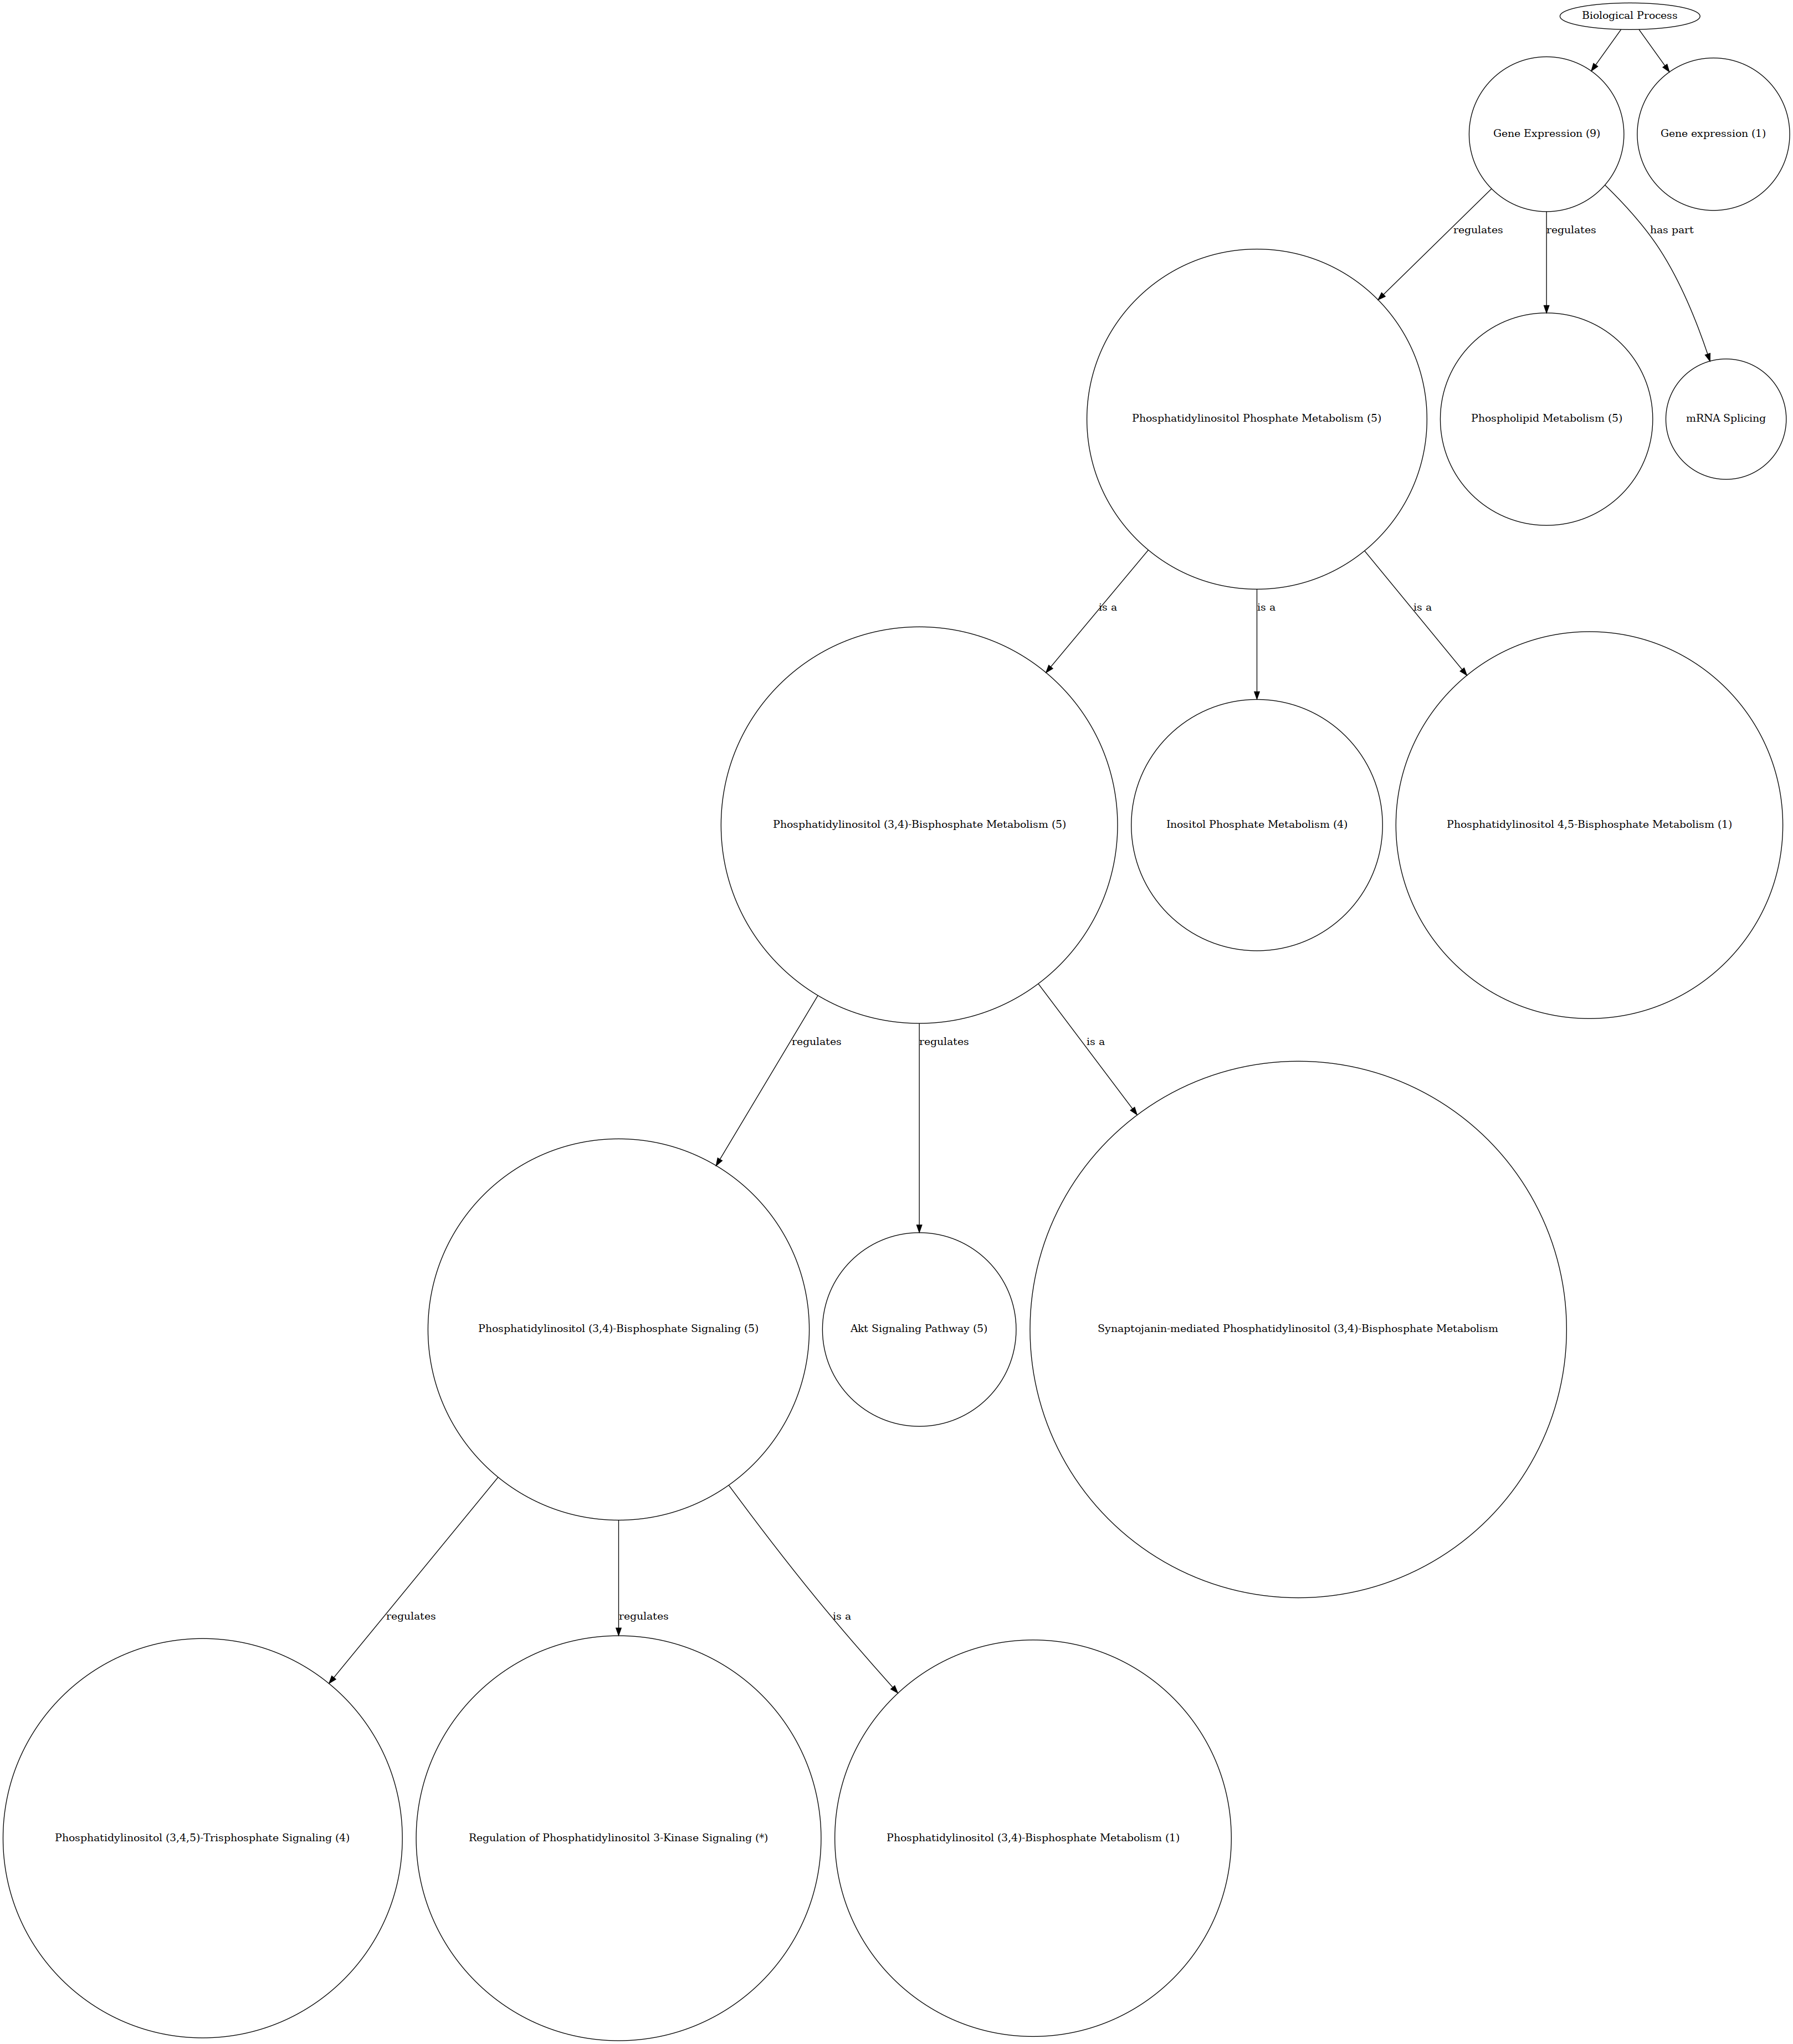 Biological Process
Gene Expression (9)
Gene expression (1)
regulates
regulates
has part
Phosphatidylinositol Phosphate Metabolism (5)
Phospholipid Metabolism (5)
mRNA Splicing
is a
is a
is a
Phosphatidylinositol (3,4)-Bisphosphate Metabolism (5)
Inositol Phosphate Metabolism (4)
Phosphatidylinositol 4,5-Bisphosphate Metabolism (1)
regulates
regulates
is a
Phosphatidylinositol (3,4)-Bisphosphate Signaling (5)
Akt Signaling Pathway (5)
Synaptojanin-mediated Phosphatidylinositol (3,4)-Bisphosphate Metabolism
regulates
regulates
is a
Phosphatidylinositol (3,4,5)-Trisphosphate Signaling (4)
Regulation of Phosphatidylinositol 3-Kinase Signaling (*)
Phosphatidylinositol (3,4)-Bisphosphate Metabolism (1)